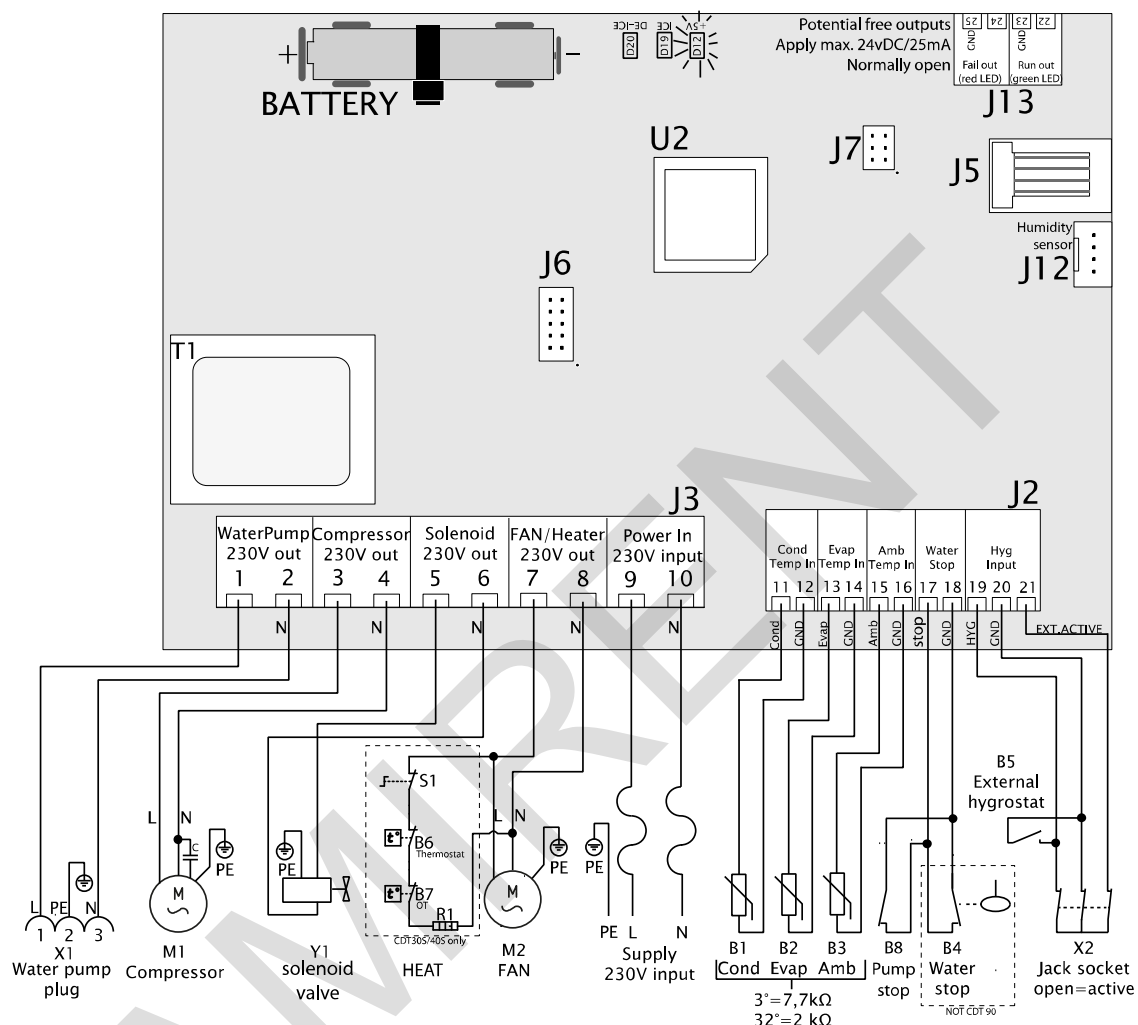 DE-ICE
ICE
+5V
D20
D19
D12
Potential free outputs
Apply max. 24vDC/25mA
Normally open
25
24
23
22
GND
GND
Fail out
(red LED)
Run out
(green LED)
J13
+
-
BATTERY
U2
J7
J5
Humidity
sensor
J12
J6
T1
J3
J2
WaterPump
230V out
Compressor
230V out
Solenoid
230V out
FAN/Heater
230V out
Power In
230V input
1
2
3
4
5
6
7
8
9
10
N
N
N
N
N
Cond
Temp In
Evap
Temp In
Amb
Temp In
Water
Stop
Hyg
Input
11
12
13
14
15
16
17
18
19
20
21
Cond
GND
Evap
GND
Amb
GND
stop
GND
HYG
GND
EXT.ACTIVE
L
PE
N
1
2
3
X1
Water pump
plug
L
N
C
PE
M
~
M1
Compressor
PE
Y1
solenoid
valve
S1
t°
B6
Thermostat
t°
B7
OT
R1
CDT30S/40S only
HEAT
L
N
PE
M
~
M2
FAN
PE
PE
L
N
Supply
230V input
B1
Cond
B2
Evap
B3
Amb
3°=7,7kΩ
32°=2 kΩ
B8
Pump
stop
B4
Water
stop
NOT CDT 90
B5
External
hygrostat
X2
Jack socket
open=active
AMIRENT